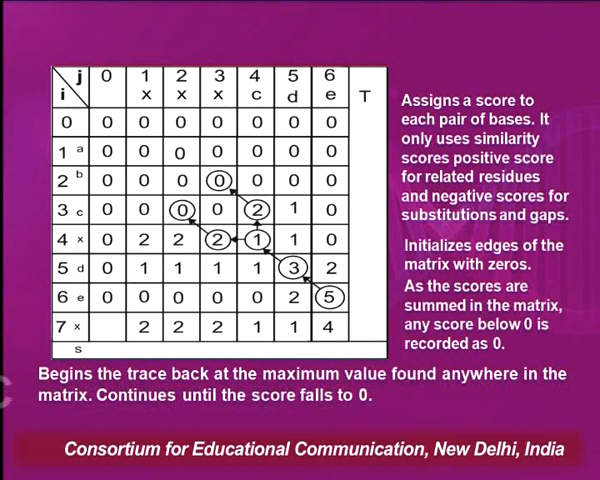 j 0 1 2 3 4 5 6
i x x x c d e T
0 0 0 0 0 0 0 0
1 a 0 0 0 0 0 0 0
2 b 0 0 0 0 0 0 0
3 c 0 0 0 0 2 1 0
4 x 0 2 2 2 1 1 0
5 d 0 1 1 1 1 3 2
6 e 0 0 0 0 0 2 5
7 x 2 2 2 1 1 4
s
Assigns a score to
each pair of bases. It
only uses similarity
scores positive score
for related residues
and negative scores for
substitutions and gaps.
Initializes edges of the
matrix with zeros.
As the scores are
summed in the matrix,
any score below 0 is
recorded as 0.
Begins the trace back at the maximum value found anywhere in the
matrix. Continues until the score falls to 0.
Consortium for Educational Communication, New Delhi, India